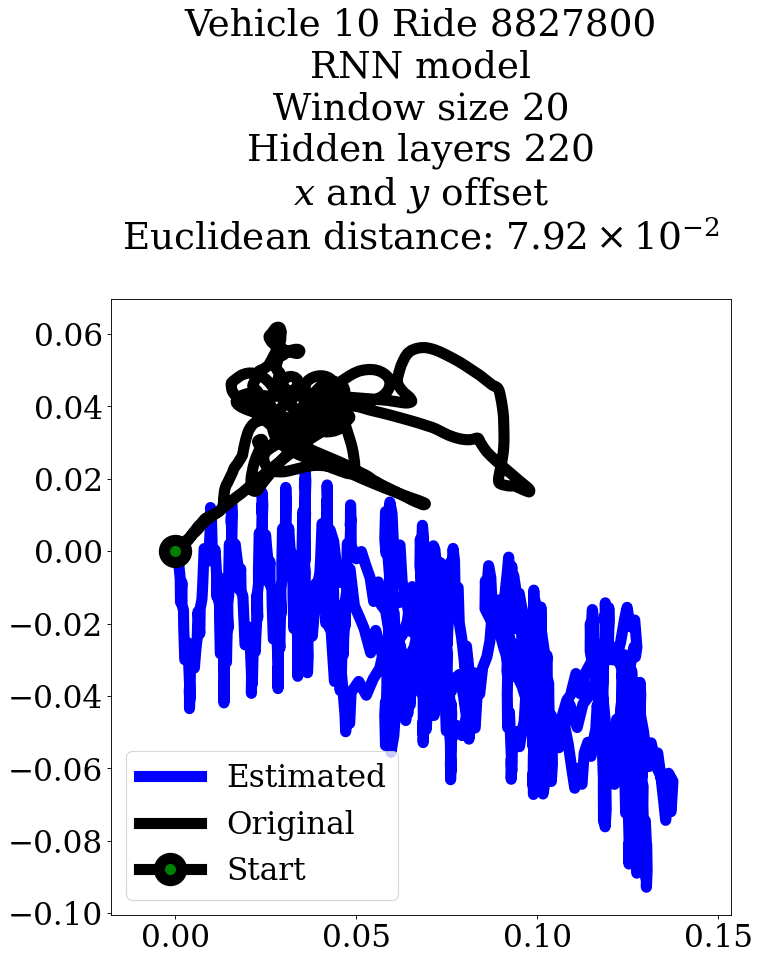 Vehicle 10 Ride 8827800
RNN model
Window size 20
Hidden layers 220
x and y offset
Euclidean distance: 7.92 × 10⁻²
0.06
0.04
0.02
0.00
−0.02
−0.04
−0.06
−0.08
−0.10
Estimated
Original
Start
0.00 0.05 0.10 0.15